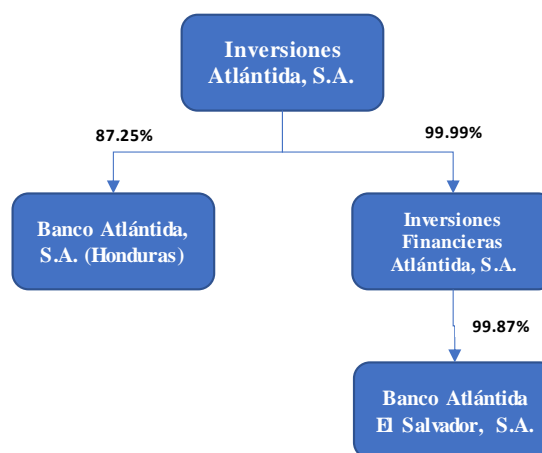 Inversiones
Atlántida, S.A.
87.25%
99.99%
Banco Atlántida,
S.A. (Honduras)
Inversiones
Financieras
Atlántida, S.A.
99.87%
Banco Atlántida
El Salvador, S.A.